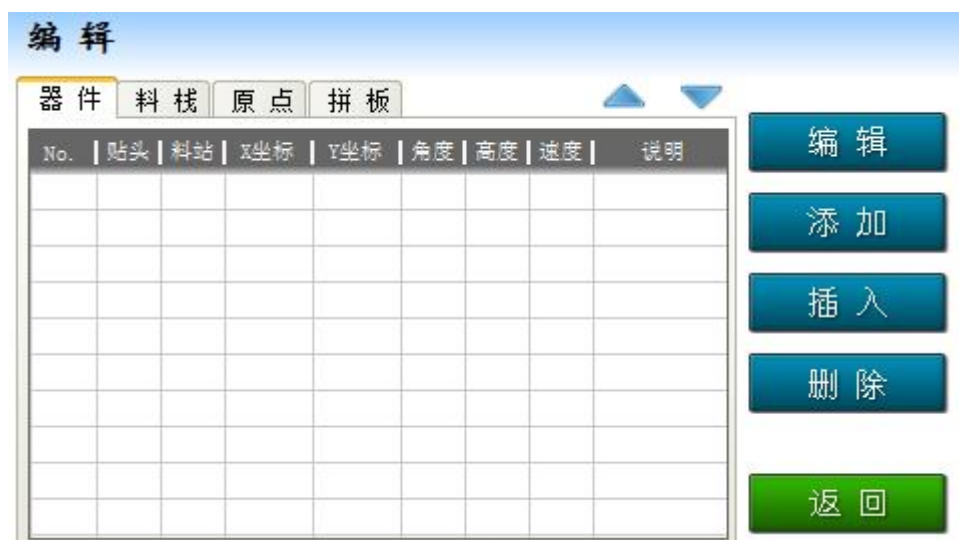 编 辑
器 件 料 栈 原 点 拼 板
No. 贴头 料站 X坐标 Y坐标 角度 高度 速度 说明
编 辑
添 加
插 入
删 除
返 回